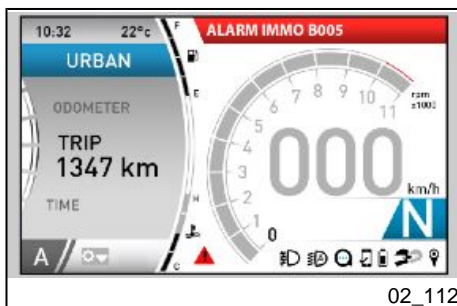 10:32 22°c
ALARM IMMO B005
URBAN
ODOMETER
TRIP
1347 km
TIME
A
F
E
H
C
0
1
2
3
4
5
6
7
8
9
10
11
rpm
x1000
000
km/h
N
02_112